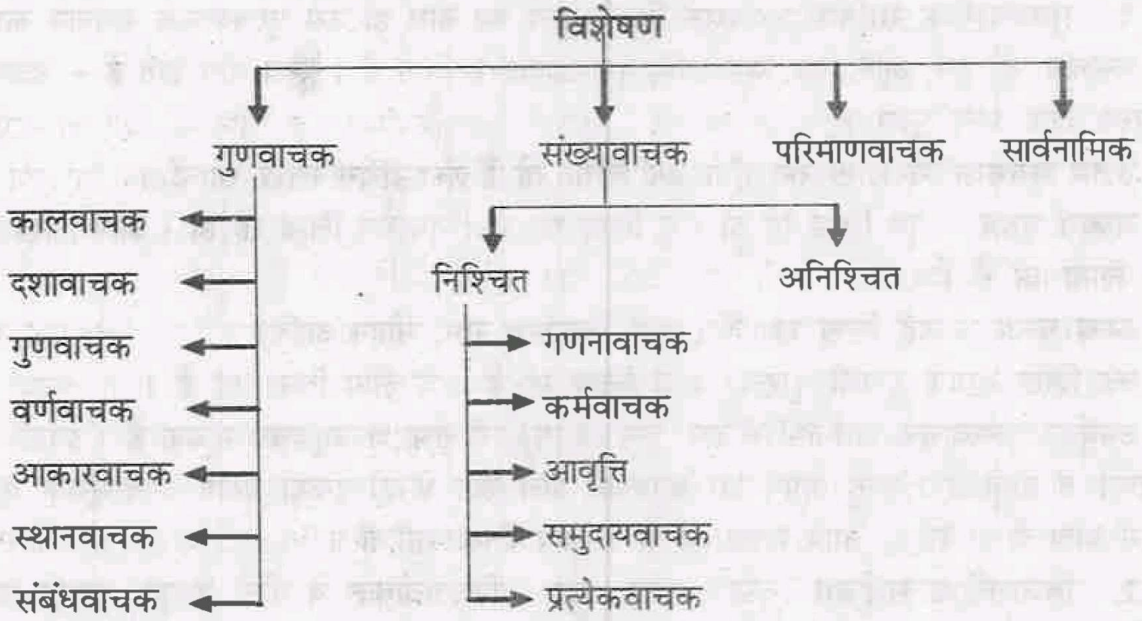 विशेषण
गुणवाचक संख्यावाचक परिमाणवाचक सार्वनामिक
कालवाचक
दशावाचक
गुणवाचक
वर्णवाचक
आकारवाचक
स्थानवाचक
संबंधवाचक
निश्चित अनिश्चित
गणनावाचक
कर्मवाचक
आवृत्ति
समुदायवाचक
प्रत्येकवाचक